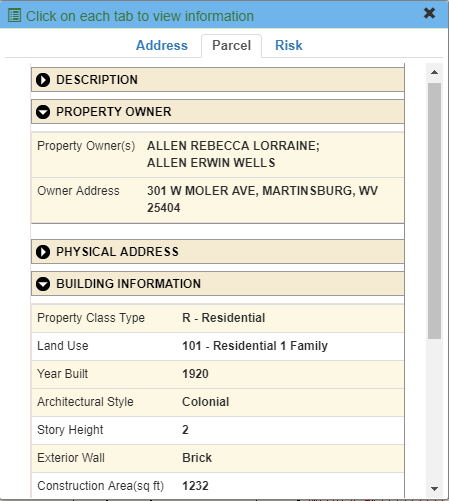 Click on each tab to view information
Address Parcel Risk
DESCRIPTION
PROPERTY OWNER
Property Owner(s) ALLEN REBECCA LORRAINE;
ALLEN ERWIN WELLS
Owner Address 301 W MOLER AVE, MARTINSBURG, WV
25404
PHYSICAL ADDRESS
BUILDING INFORMATION
Property Class Type R - Residential
Land Use 101 - Residential 1 Family
Year Built 1920
Architectural Style Colonial
Story Height 2
Exterior Wall Brick
Construction Area(sq ft) 1232